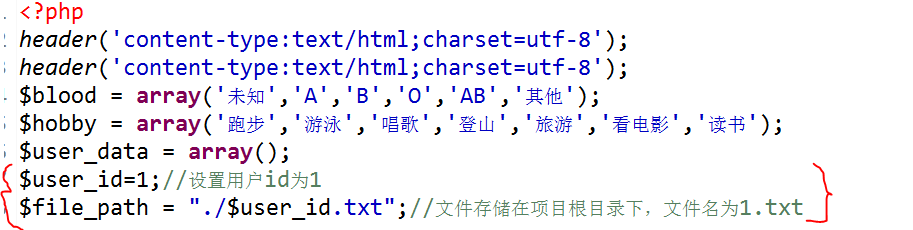 <?php
header('content-type:text/html;charset=utf-8');
header('content-type:text/html;charset=utf-8');
$blood = array('未知','A','B','O','AB','其他');
$hobby = array('跑步','游泳','唱歌','登山','旅游','看电影','读书');
$user_data = array();
$user_id=1;//设置用户id为1
$file_path = "./$user_id.txt";//文件存储在项目根目录下，文件名为1.txt